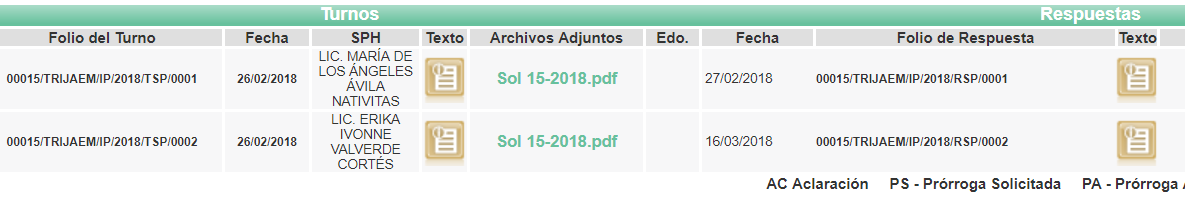 Turnos Respuestas
Folio del Turno Fecha SPH Texto Archivos Adjuntos Edo. Fecha Folio de Respuesta Texto
00015/TRIJAEM/IP/2018/TSP/0001 26/02/2018 LIC. MARÍA DE LOS ÁNGELES ÁVILA NATIVITAS Sol 15-2018.pdf 27/02/2018 00015/TRIJAEM/IP/2018/RSP/0001
00015/TRIJAEM/IP/2018/TSP/0002 26/02/2018 LIC. ERIKA IVONNE VALVERDE CORTÉS Sol 15-2018.pdf 16/03/2018 00015/TRIJAEM/IP/2018/RSP/0002
AC Aclaración PS - Prórroga Solicitada PA - Prórroga